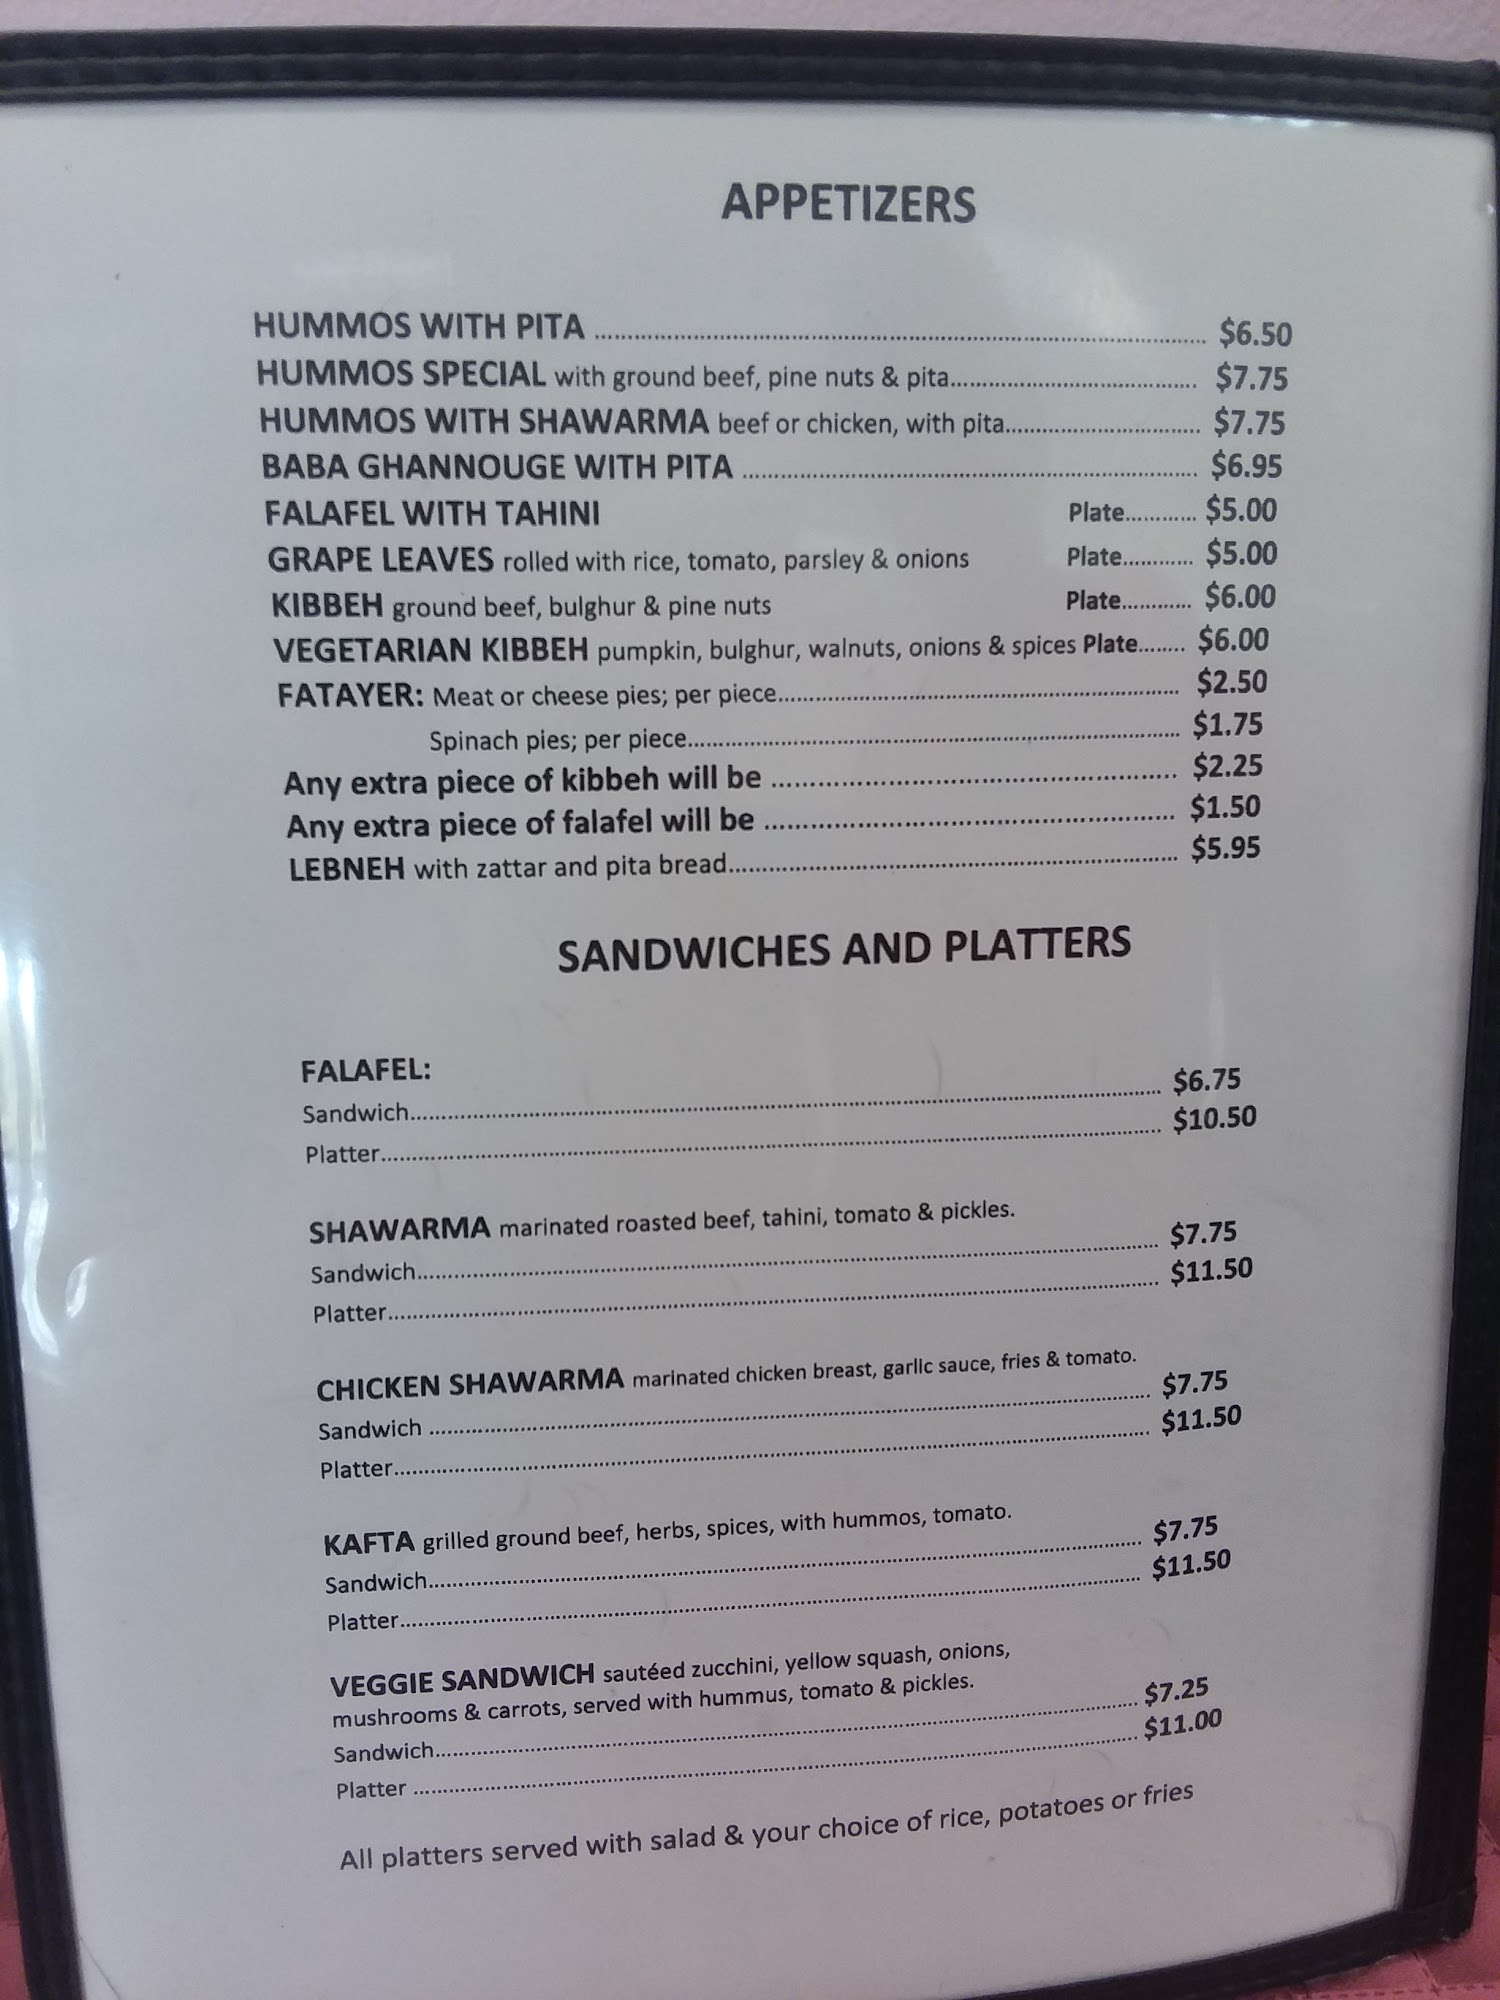 APPETIZERS
HUMMOS WITH PITA ........................ $6.50
HUMMOS SPECIAL with ground beef, pine nuts & pita........................ $7.75
HUMMOS WITH SHAWARMA beef or chicken, with pita........................ $7.75
BABA GHANNOUGE WITH PITA ........................ $6.95
FALAFEL WITH TAHINI Plate............ $5.00
GRAPE LEAVES rolled with rice, tomato, parsley & onions Plate............ $5.00
KIBBEH ground beef, bulghur & pine nuts Plate............ $6.00
VEGETARIAN KIBBEH pumpkin, bulghur, walnuts, onions & spices Plate........ $6.00
FATAYER: Meat or cheese pies; per piece........................ $2.50
Spinach pies; per piece........................ $1.75
Any extra piece of kibbeh will be ........................ $2.25
Any extra piece of falafel will be ........................ $1.50
LEBNEH with zattar and pita bread........................ $5.95
SANDWICHES AND PLATTERS
FALAFEL:
Sandwich........................ $6.75
Platter........................ $10.50
SHAWARMA marinated roasted beef, tahini, tomato & pickles.
Sandwich........................ $7.75
Platter........................ $11.50
CHICKEN SHAWARMA marinated chicken breast, garlic sauce, fries & tomato.
Sandwich ........................ $7.75
Platter........................ $11.50
KAFTA grilled ground beef, herbs, spices, with hummos, tomato.
Sandwich........................ $7.75
Platter........................ $11.50
VEGGIE SANDWICH sautéed zucchini, yellow squash, onions,
mushrooms & carrots, served with hummus, tomato & pickles.
Sandwich........................ $7.25
Platter ........................ $11.00
All platters served with salad & your choice of rice, potatoes or fries